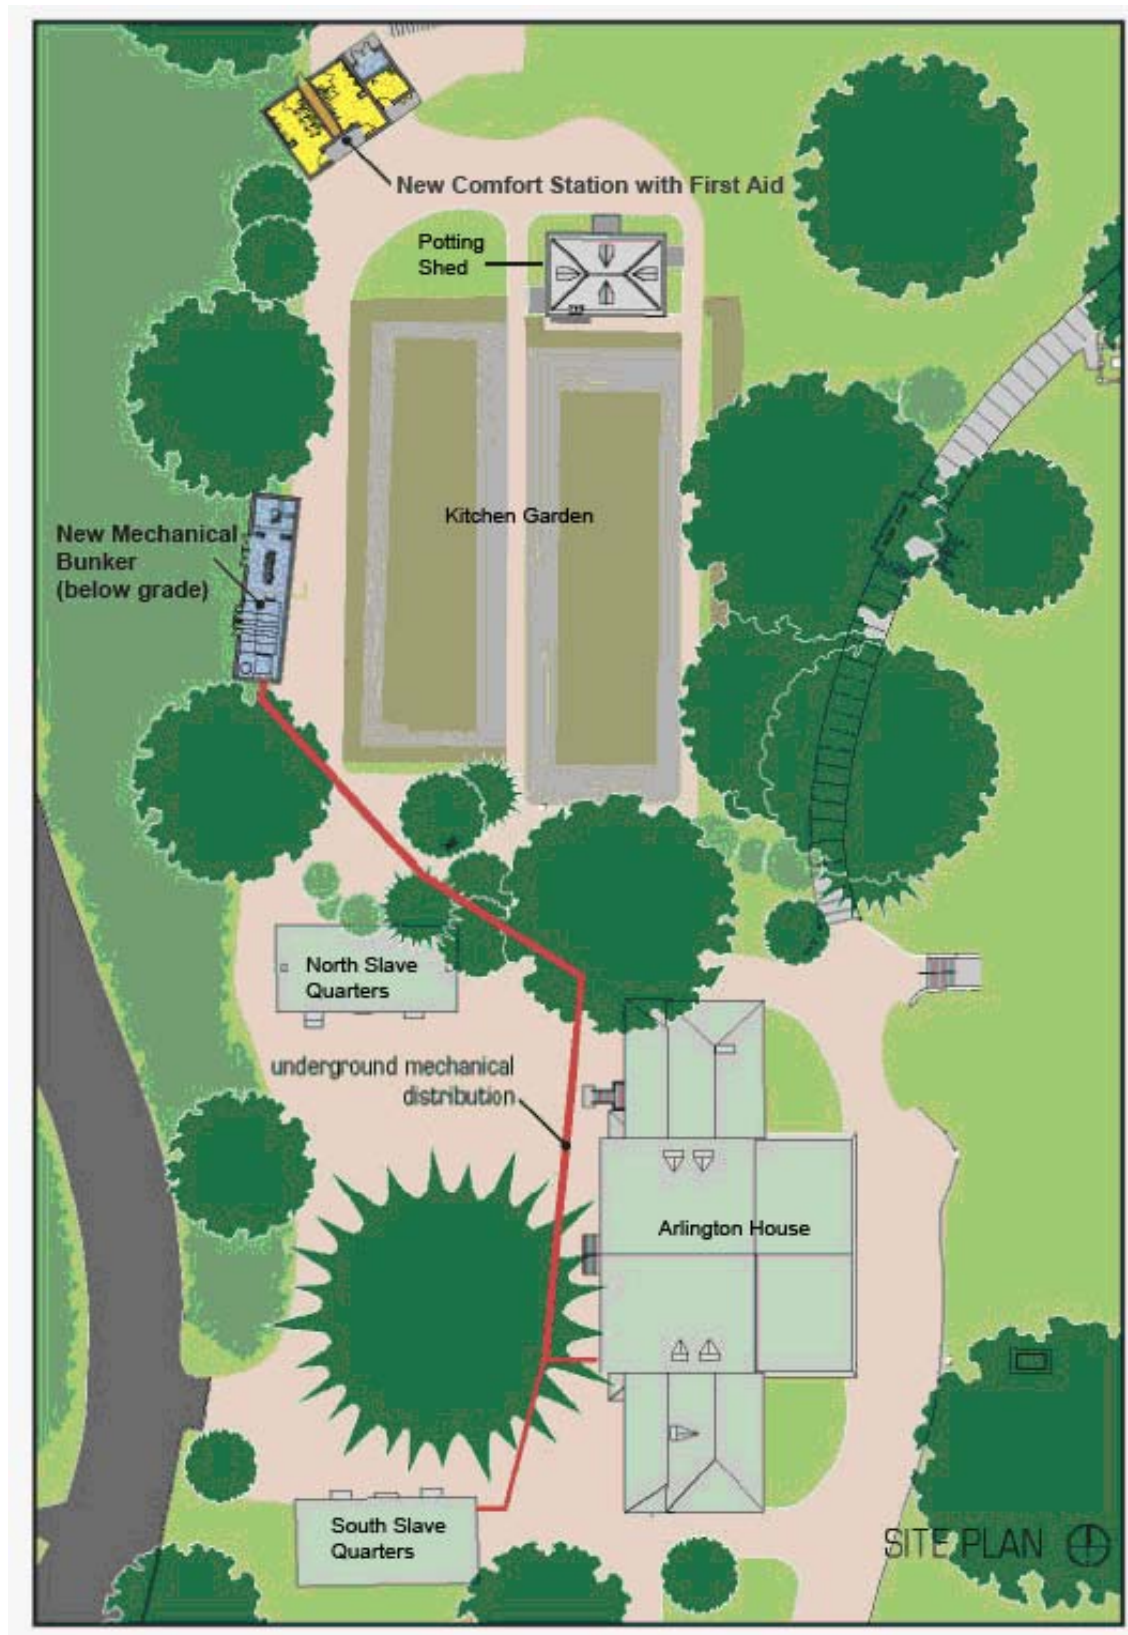 New Comfort Station with First Aid
Potting
Shed
Kitchen Garden
New Mechanical
Bunker
(below grade)
North Slave
Quarters
underground mechanical
distribution
Arlington House
South Slave
Quarters
SITE PLAN